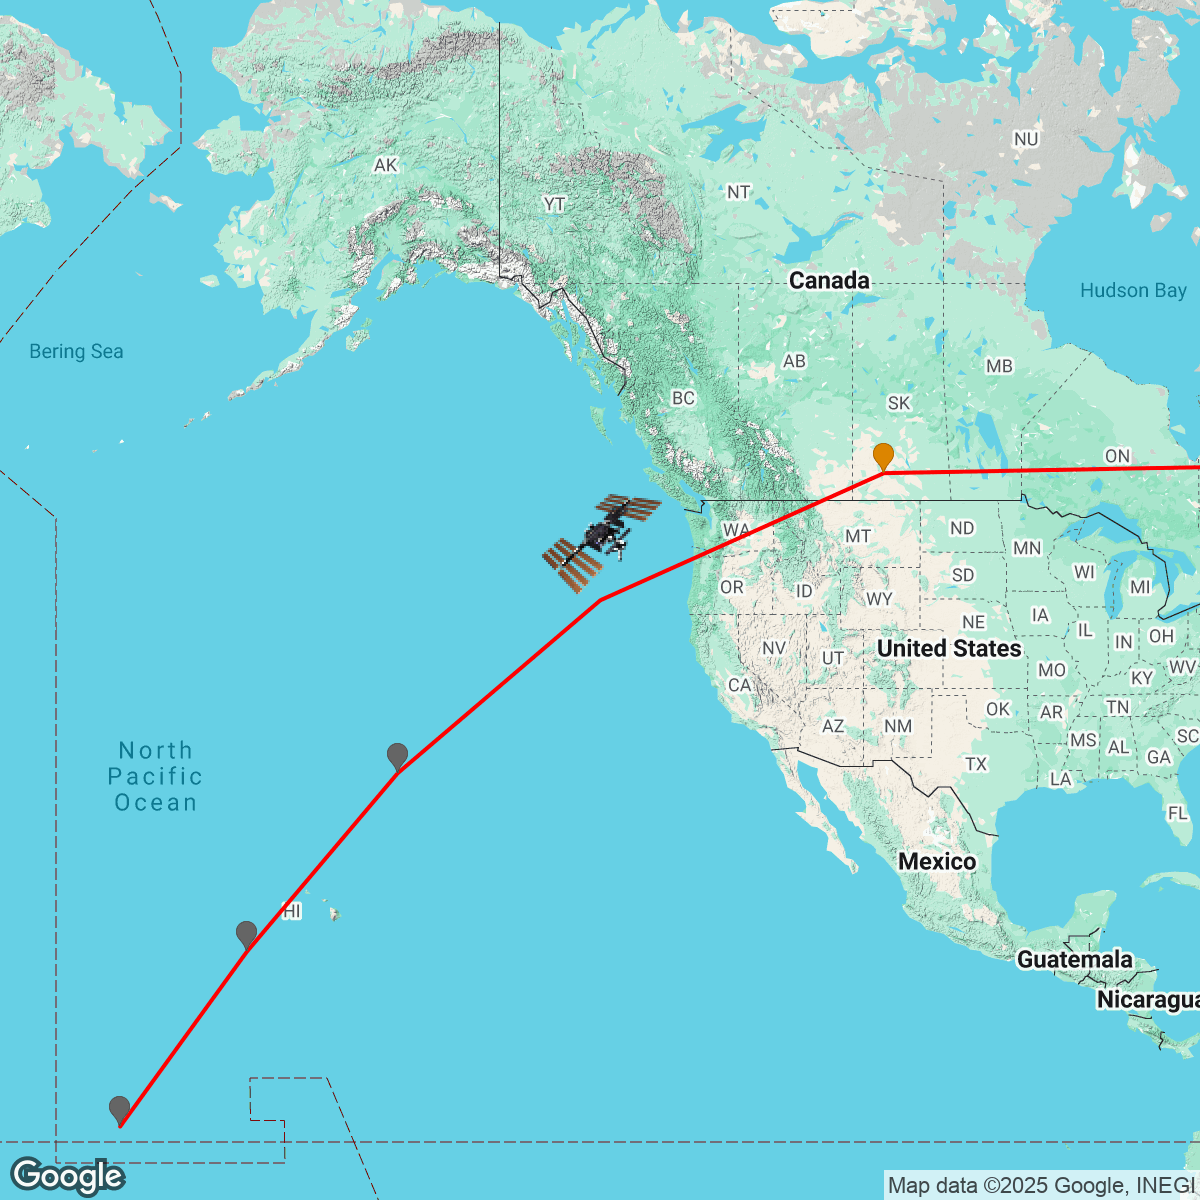 NU
AK
NT
YT
Canada
Hudson Bay
Bering Sea
AB
MB
BC
SK
ON
WA
ND
MT
MN
WI
SD
MI
OR
ID
WY
IA
NE
IL
OH
IN
NV
United States
UT
WV
MO
KY
CA
OK
TN
AR
AZ
NM
SC
MS
AL
North
Pacific
Ocean
GA
TX
LA
FL
Mexico
HI
Guatemala
Nicaragua
Google
Map data ©2025 Google, INEGI